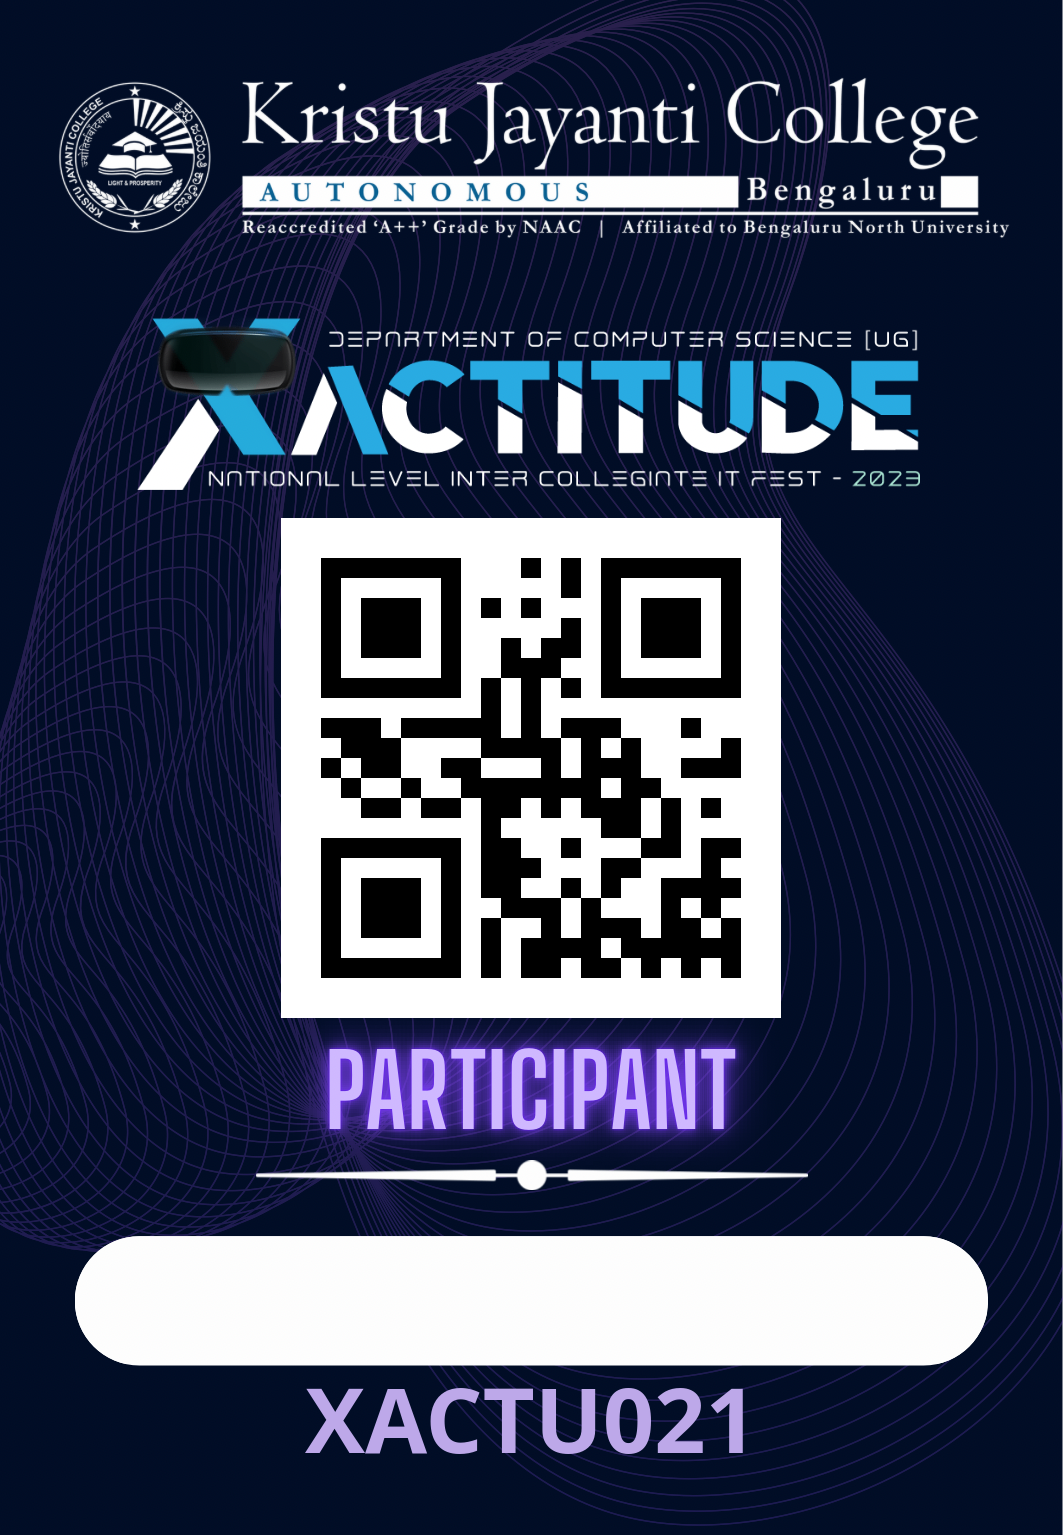 KRISTU JAYANTI COLLEGE
LIGHT & PROSPERITY
Kristu Jayanti College
AUTONOMOUS Bengaluru
Reaccredited ‘A++’ Grade by NAAC | Affiliated to Bengaluru North University
DEPARTMENT OF COMPUTER SCIENCE [UG]
XACTITUDE
NATIONAL LEVEL INTER COLLEGIATE IT FEST - 2023
PARTICIPANT
XACTU021